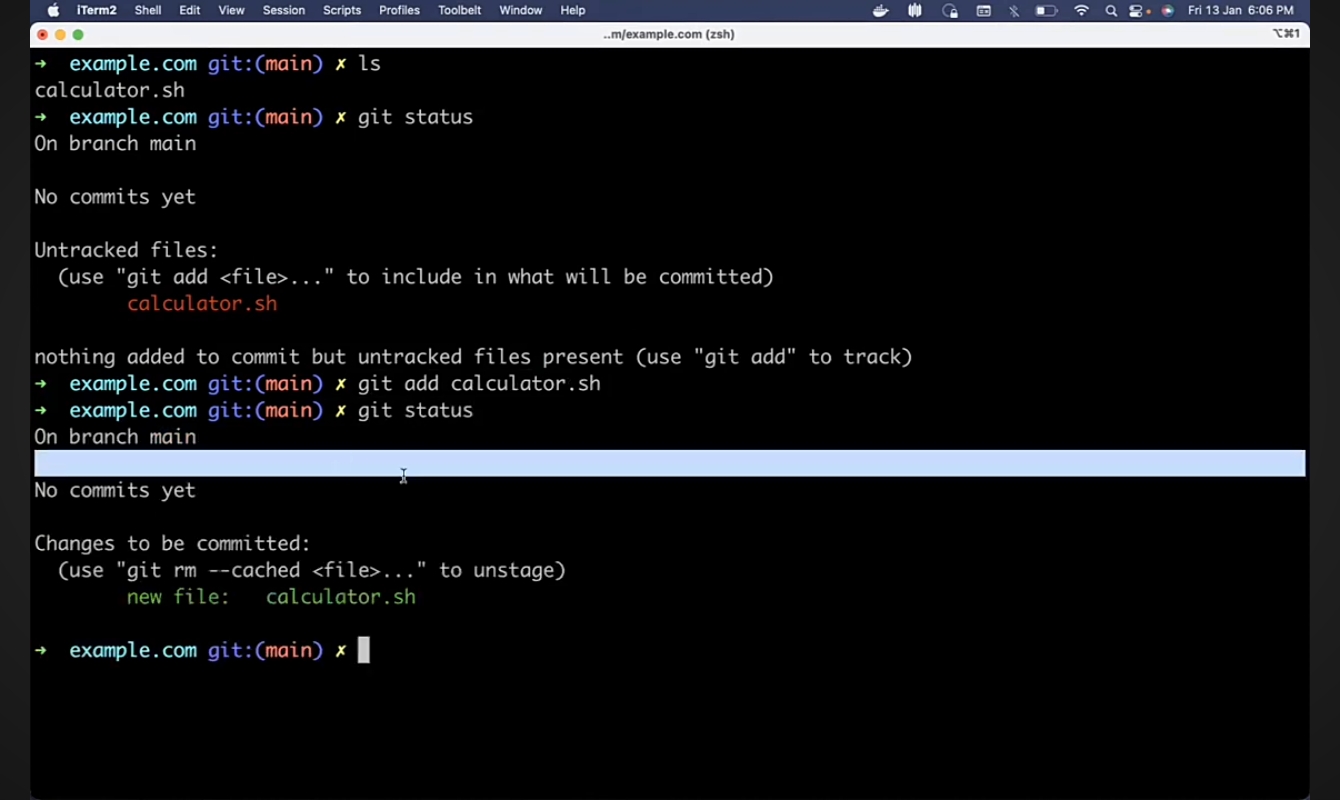 iTerm2 Shell Edit View Session Scripts Profiles Toolbelt Window Help Fri 13 Jan 6:06 PM
..m/example.com (zsh) ⌥⌘1
➜ example.com git:(main) ✗ ls
calculator.sh
➜ example.com git:(main) ✗ git status
On branch main
No commits yet
Untracked files:
(use "git add <file>..." to include in what will be committed)
calculator.sh
nothing added to commit but untracked files present (use "git add" to track)
➜ example.com git:(main) ✗ git add calculator.sh
➜ example.com git:(main) ✗ git status
On branch main
No commits yet
Changes to be committed:
(use "git rm --cached <file>..." to unstage)
new file: calculator.sh
➜ example.com git:(main) ✗